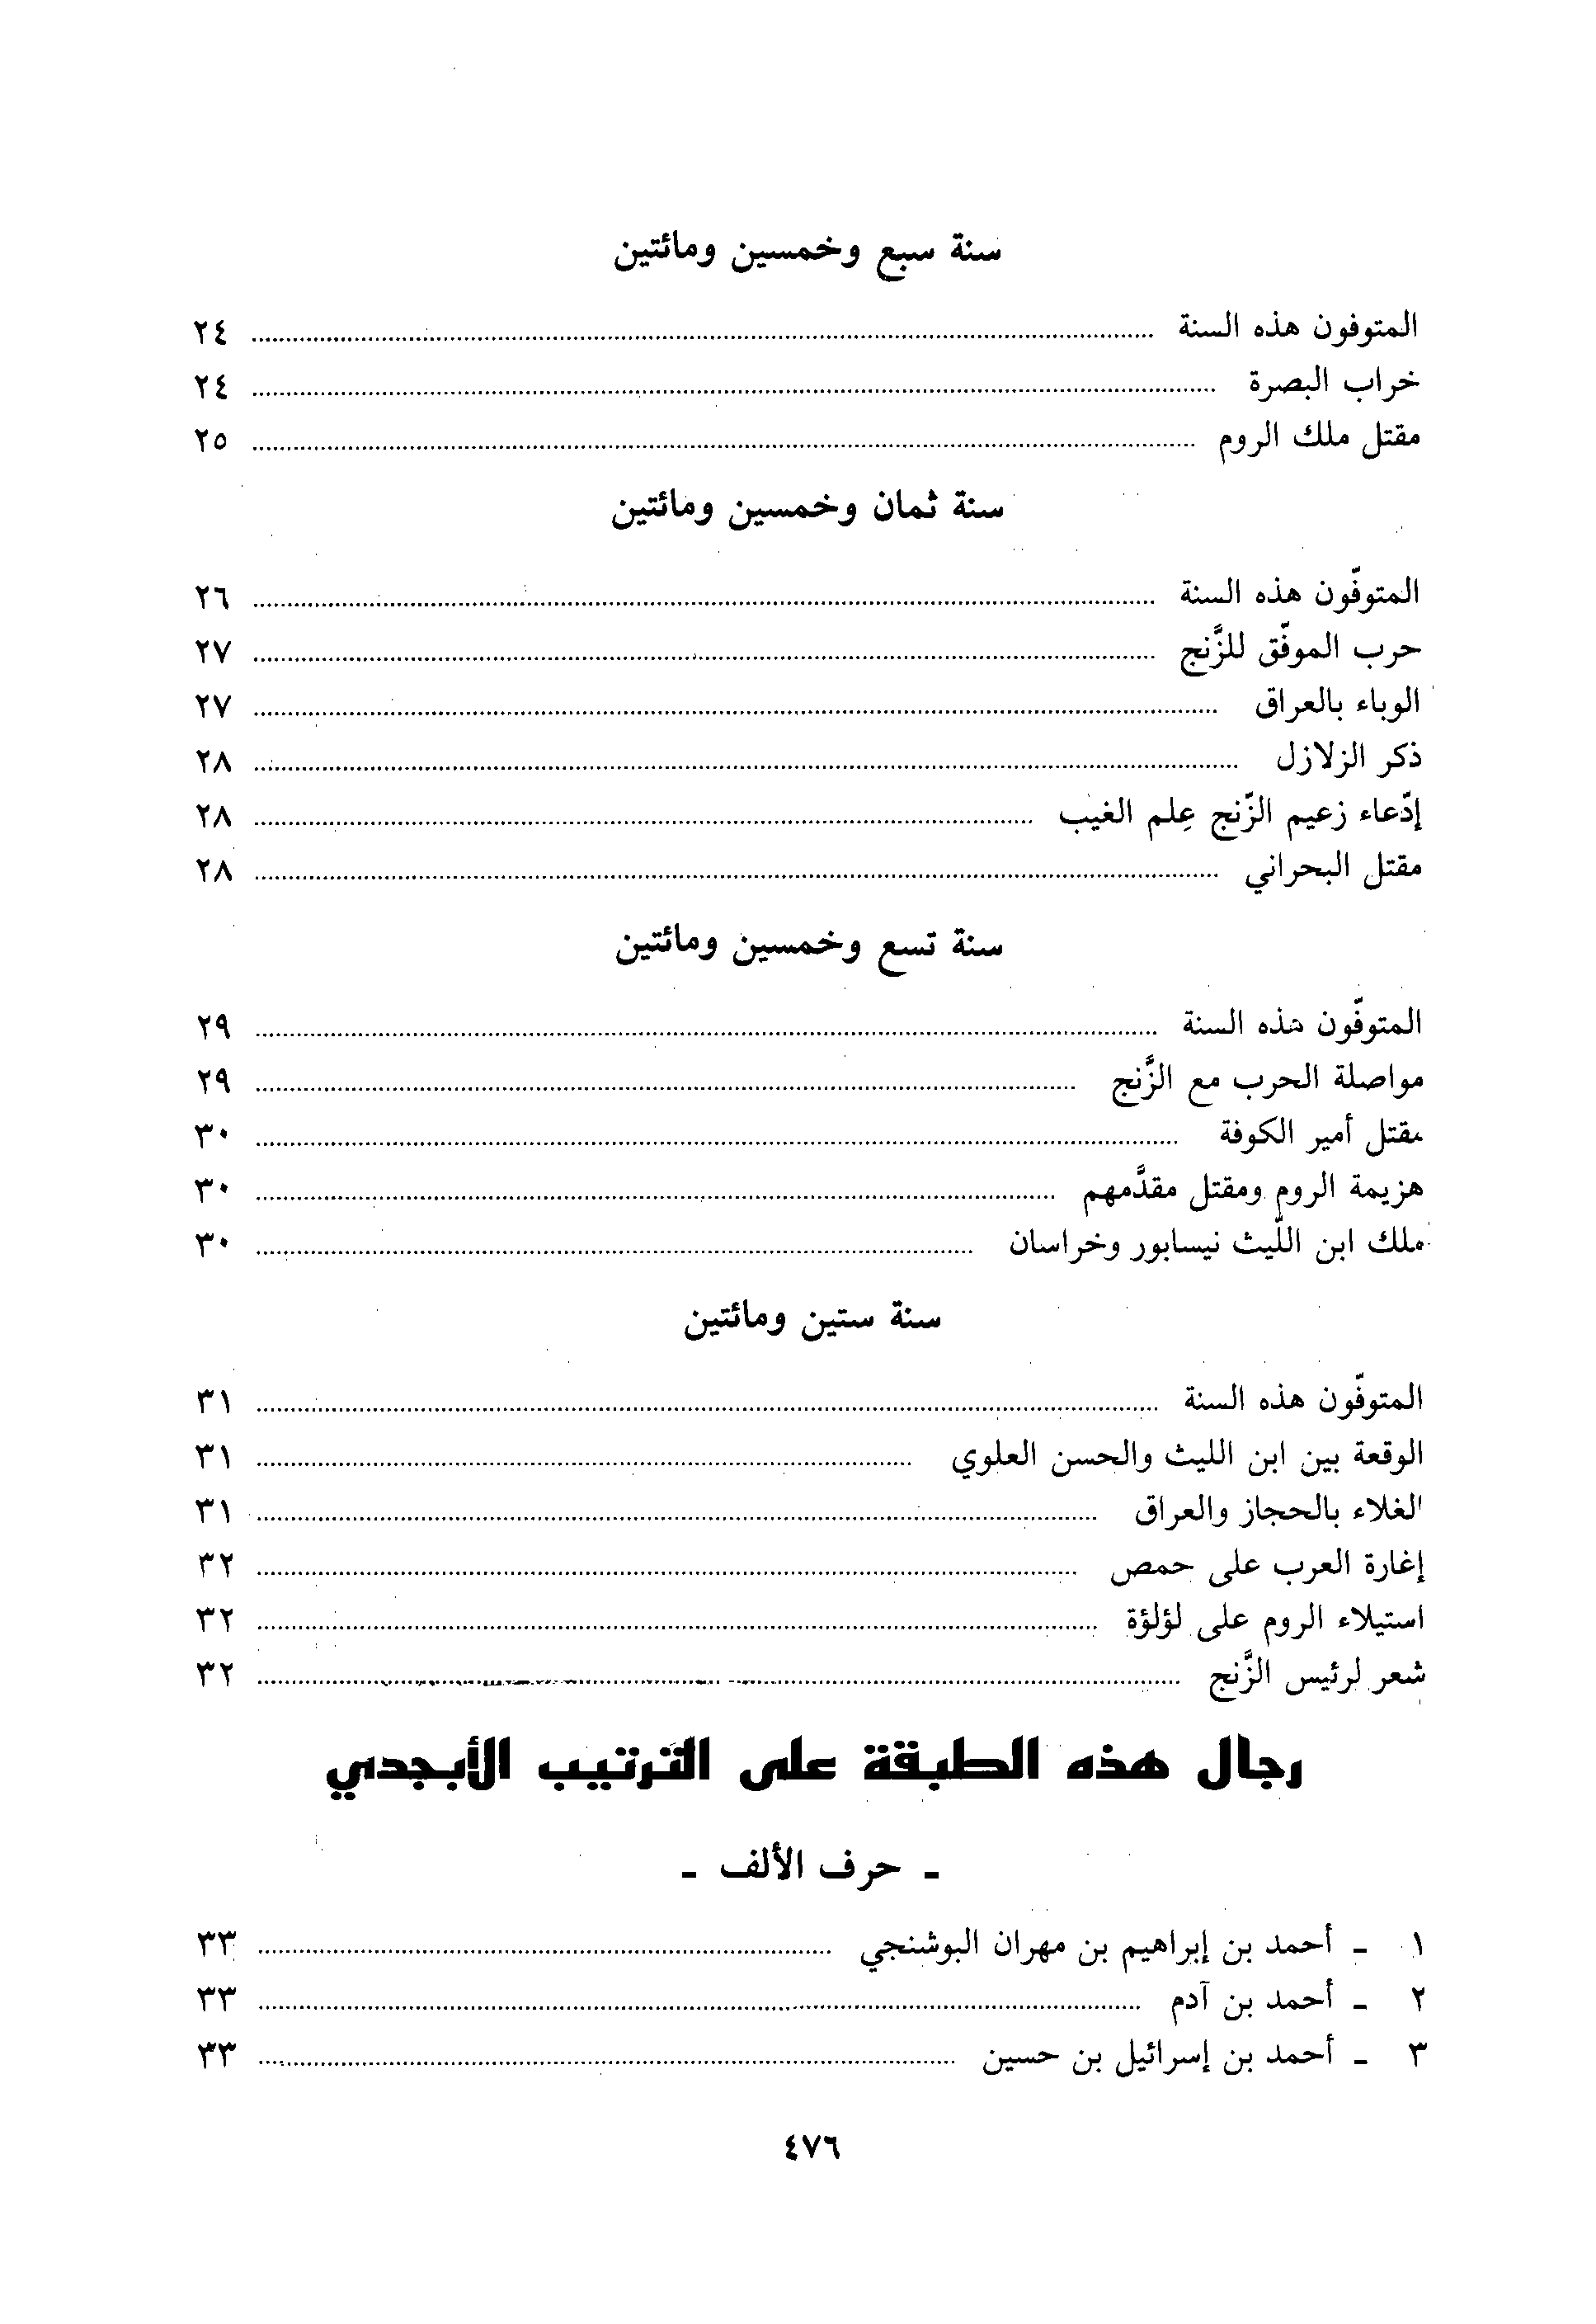 سنة سبع وخمسين ومائتين
المتوفون هذه السنة ........ ٢٤
خراب البصرة ........ ٢٤
مقتل ملك الروم ........ ٢٥
سنة ثمان وخمسين ومائتين
المتوفّون هذه السنة ........ ٢٦
حرب الموفّق للزَّنج ........ ٢٧
الوباء بالعراق ........ ٢٧
ذكر الزلازل ........ ٢٨
إدّعاء زعيم الزّنج عِلم الغيب ........ ٢٨
مقتل البحراني ........ ٢٨
سنة تسع وخمسين ومائتين
المتوفّون هذه السنة ........ ٢٩
مواصلة الحرب مع الزَّنج ........ ٢٩
مقتل أمير الكوفة ........ ٣٠
هزيمة الروم ومقتل مقدَّمهم ........ ٣٠
ملك ابن اللّيث نيسابور وخراسان ........ ٣٠
سنة ستين ومائتين
المتوفّون هذه السنة ........ ٣١
الوقعة بين ابن الليث والحسن العلوي ........ ٣١
الغلاء بالحجاز والعراق ........ ٣١
إغارة العرب على حمص ........ ٣٢
استيلاء الروم على لؤلؤة ........ ٣٢
شعر لرئيس الزَّنج ........ ٣٢
رجال هذه الطبقة على الترتيب الأبجدي
ـ حرف الألف ـ
١ ـ أحمد بن إبراهيم بن مهران البوشنجي ........ ٣٣
٢ ـ أحمد بن آدم ........ ٣٣
٣ ـ أحمد بن إسرائيل بن حسين ........ ٣٣
٤٧٦